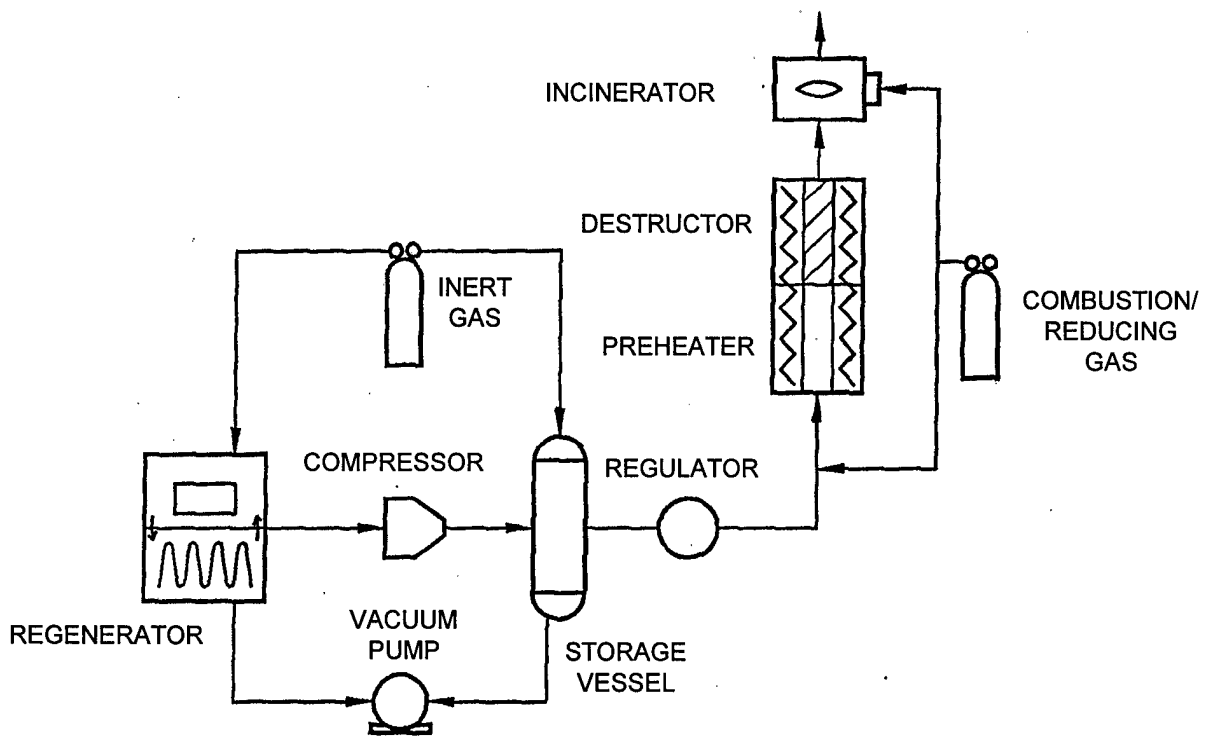 INCINERATOR
DESTRUCTOR
INERT
GAS
COMBUSTION/
REDUCING
GAS
PREHEATER
COMPRESSOR
REGULATOR
VACUUM
PUMP
REGENERATOR
STORAGE
VESSEL